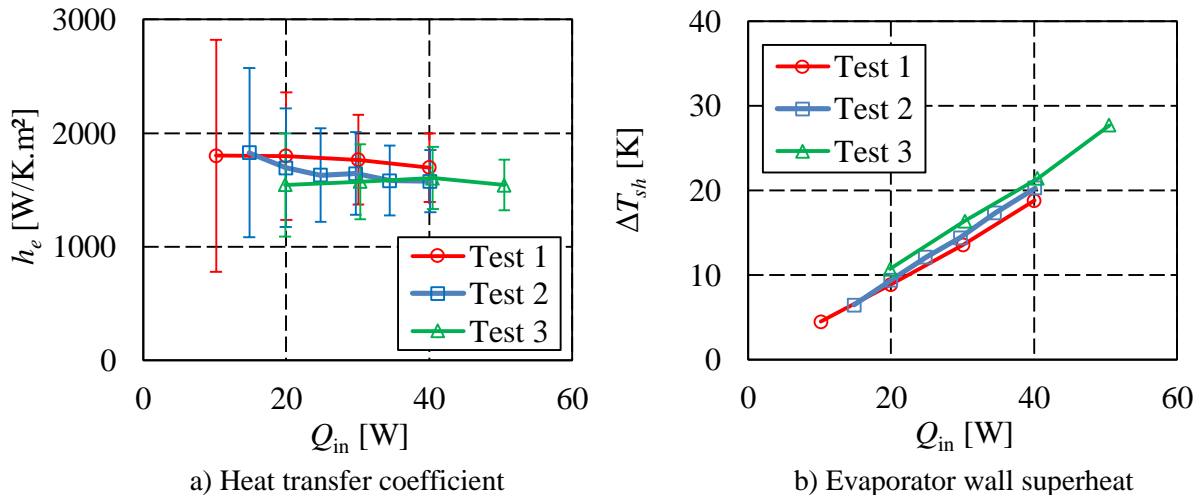 3000
2000
1000
0
h_e [W/K.m²]
Test 1
Test 2
Test 3
0 20 40 60
Q_in [W]
a) Heat transfer coefficient
40
30
20
10
0
ΔT_sh [K]
Test 1
Test 2
Test 3
0 20 40 60
Q_in [W]
b) Evaporator wall superheat